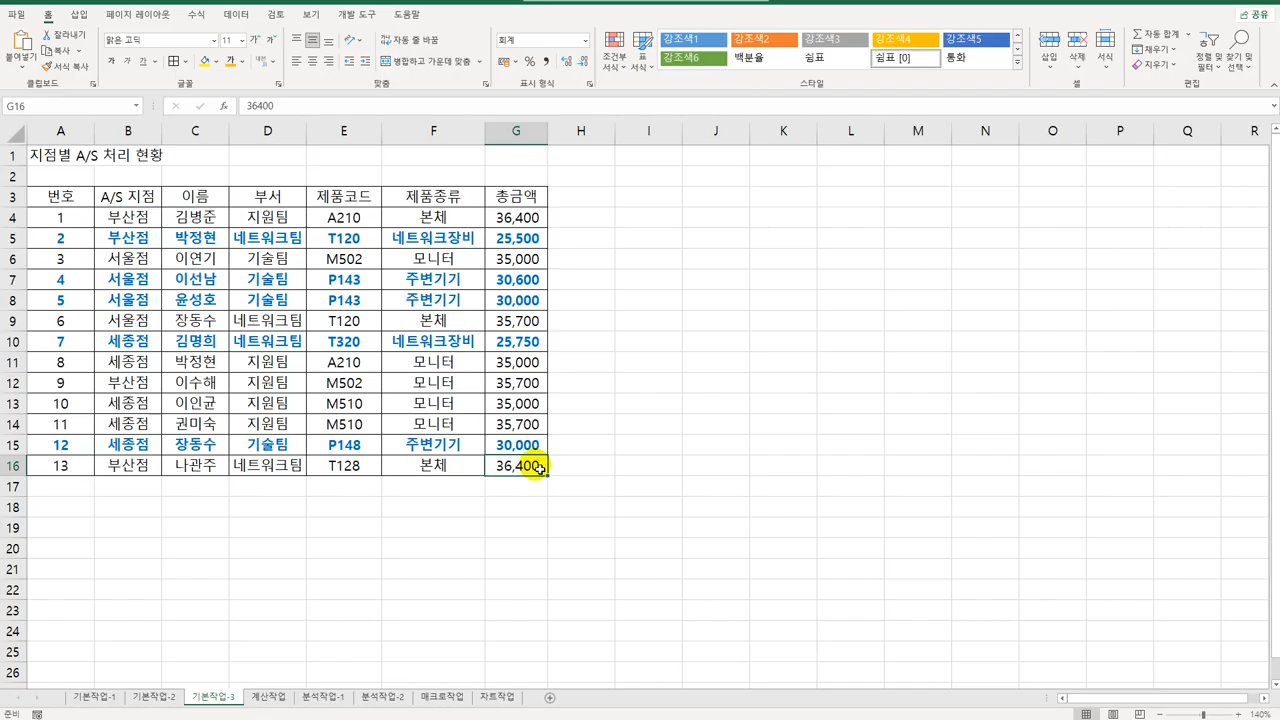 파일 홈 삽입 페이지 레이아웃 수식 데이터 검토 보기 개발 도구 도움말 공유
붙여넣기 잘라내기 복사 서식 복사 클립보드
맑은 고딕 11 가 가 가 가 가 가 글꼴
자동 줄 바꿈 병합하고 가운데 맞춤 맞춤
회계 % , 표시 형식
조건부 서식 표 서식 강조색1 강조색2 강조색3 강조색4 강조색5
강조색6 백분율 쉼표 쉼표 [0] 통화 스타일
삽입 삭제 서식 셀
자동 합계 채우기 지우기 정렬 및 필터 찾기 및 선택 편집
G16 fx 36400
A B C D E F G H I J K L M N O P Q R
1 지점별 A/S 처리 현황
2
3 번호 A/S 지점 이름 부서 제품코드 제품종류 총금액
4 1 부산점 김병준 지원팀 A210 본체 36,400
5 2 부산점 박정현 네트워크팀 T120 네트워크장비 25,500
6 3 서울점 이연기 기술팀 M502 모니터 35,000
7 4 서울점 이선남 기술팀 P143 주변기기 30,600
8 5 서울점 윤성호 기술팀 P143 주변기기 30,000
9 6 서울점 장동수 네트워크팀 T120 본체 35,700
10 7 세종점 김명희 네트워크팀 T320 네트워크장비 25,750
11 8 세종점 박정현 지원팀 A210 모니터 35,000
12 9 부산점 이수해 지원팀 M502 모니터 35,700
13 10 세종점 이인균 지원팀 M510 모니터 35,000
14 11 세종점 권미숙 지원팀 M510 모니터 35,700
15 12 세종점 장동수 기술팀 P148 주변기기 30,000
16 13 부산점 나관주 네트워크팀 T128 본체 36,400
17
18
19
20
21
22
23
24
25
26
기본작업-1 기본작업-2 기본작업-3 계산작업 분석작업-1 분석작업-2 매크로작업 차트작업
준비 140%